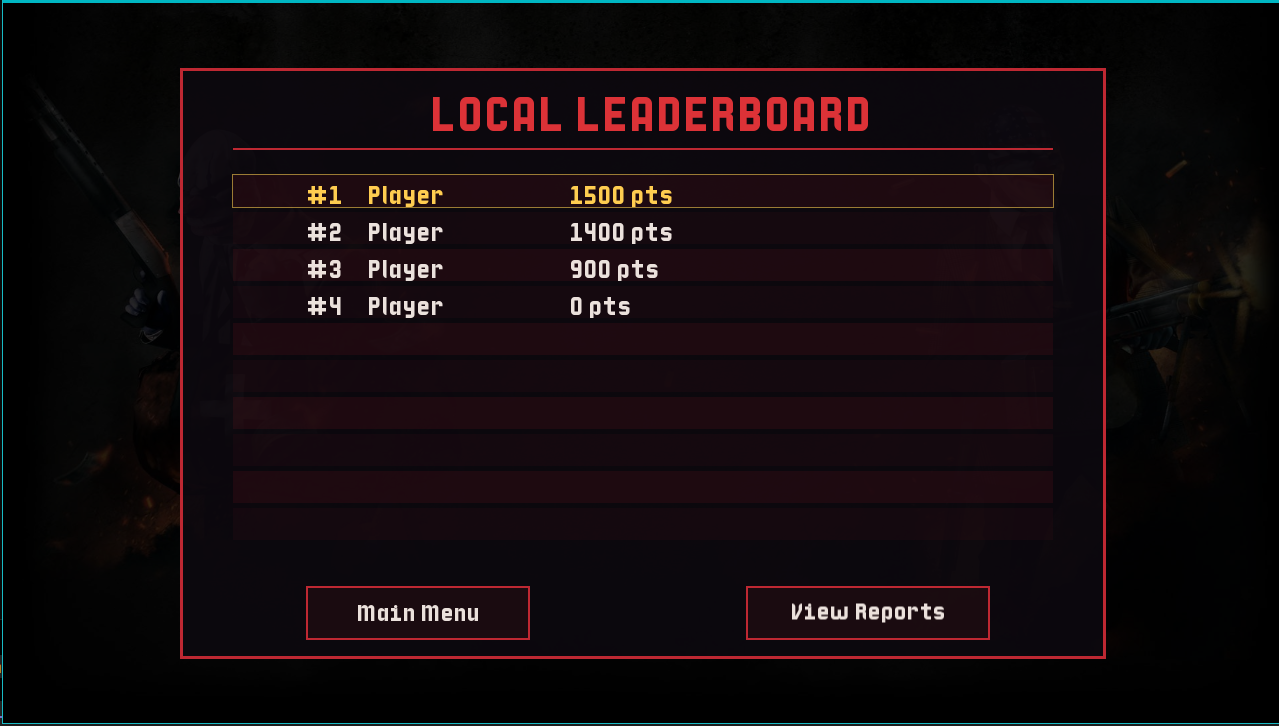 LOCAL LEADERBOARD
#1 Player 1500 pts
#2 Player 1400 pts
#3 Player 900 pts
#4 Player 0 pts
Main Menu
View Reports